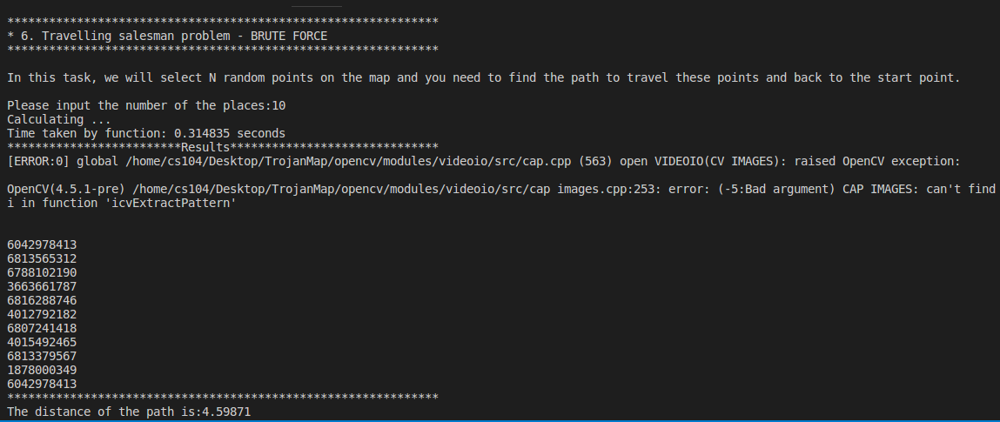 **************************************************************
* 6. Travelling salesman problem - BRUTE FORCE
**************************************************************
In this task, we will select N random points on the map and you need to find the path to travel these points and back to the start point.
Please input the number of the places:10
Calculating ...
Time taken by function: 0.314835 seconds
*************************Results******************************
[ERROR:0] global /home/cs104/Desktop/TrojanMap/opencv/modules/videoio/src/cap.cpp (563) open VIDEOIO(CV IMAGES): raised OpenCV exception:
OpenCV(4.5.1-pre) /home/cs104/Desktop/TrojanMap/opencv/modules/videoio/src/cap images.cpp:253: error: (-5:Bad argument) CAP IMAGES: can't find
i in function 'icvExtractPattern'
6042978413
6813565312
6788102190
3663661787
6816288746
4012792182
6807241418
4015492465
6813379567
1878000349
6042978413
**************************************************************
The distance of the path is:4.59871